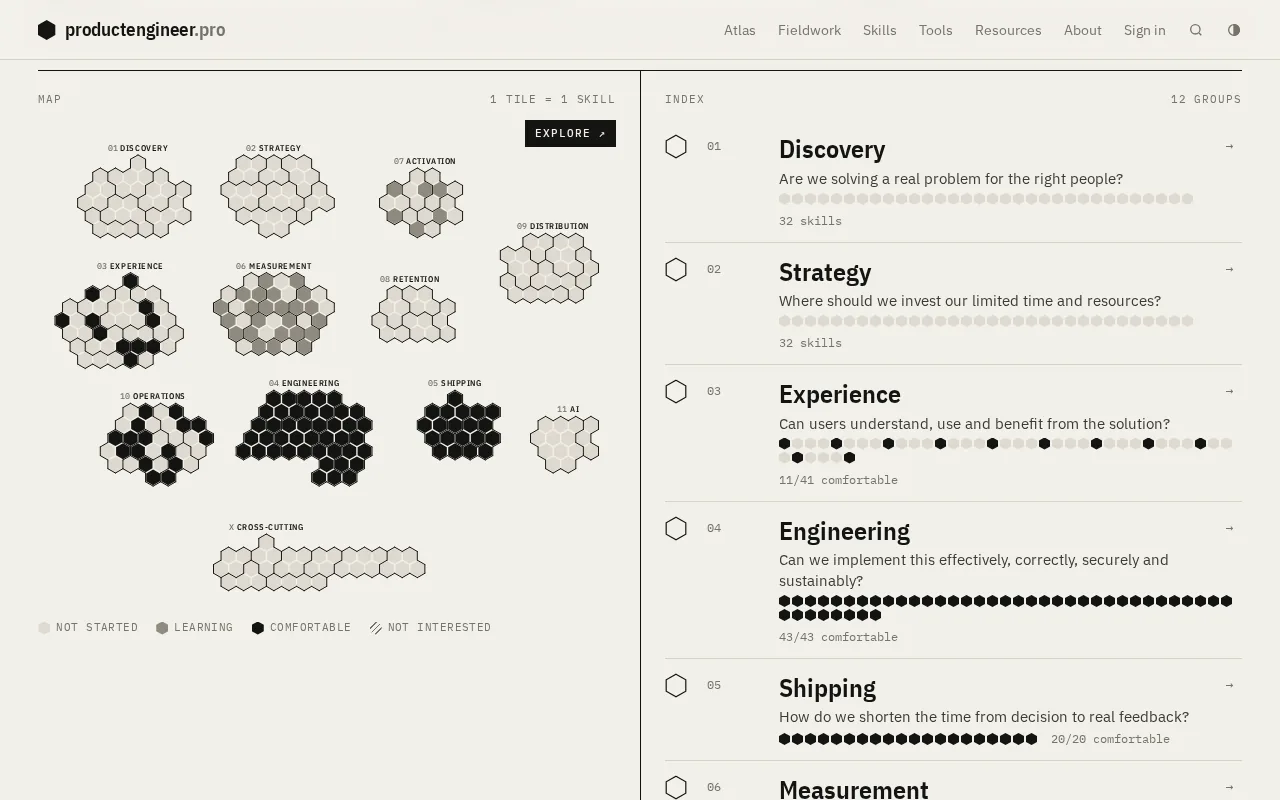 productengineer.pro
Atlas Fieldwork Skills Tools Resources About Sign in
MAP 1 TILE = 1 SKILL
EXPLORE ↗
01 DISCOVERY
02 STRATEGY
07 ACTIVATION
09 DISTRIBUTION
03 EXPERIENCE
06 MEASUREMENT
08 RETENTION
10 OPERATIONS
04 ENGINEERING
05 SHIPPING
11 AI
X CROSS-CUTTING
NOT STARTED LEARNING COMFORTABLE NOT INTERESTED
INDEX 12 GROUPS
01 Discovery →
Are we solving a real problem for the right people?
32 skills
02 Strategy →
Where should we invest our limited time and resources?
32 skills
03 Experience →
Can users understand, use and benefit from the solution?
11/41 comfortable
04 Engineering →
Can we implement this effectively, correctly, securely and
sustainably?
43/43 comfortable
05 Shipping →
How do we shorten the time from decision to real feedback?
20/20 comfortable
06 Measurement →